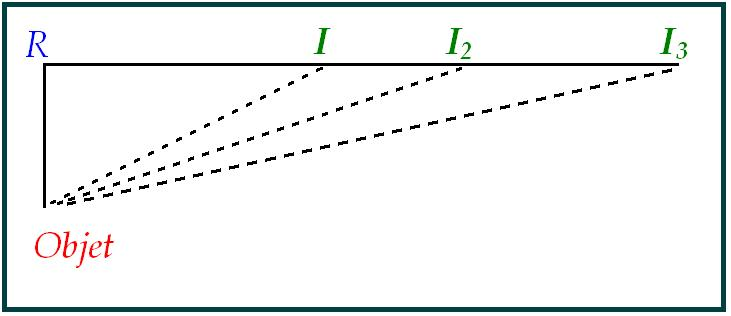 R I I₂ I₃
Objet